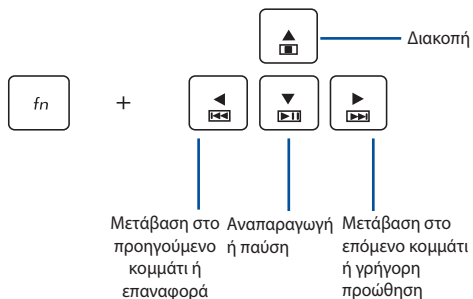 Διακοπή
fn +
Μετάβαση στο
προηγούμενο
κομμάτι ή
επαναφορά
Αναπαραγωγή
ή παύση
Μετάβαση στο
επόμενο κομμάτι
ή γρήγορη
προώθηση